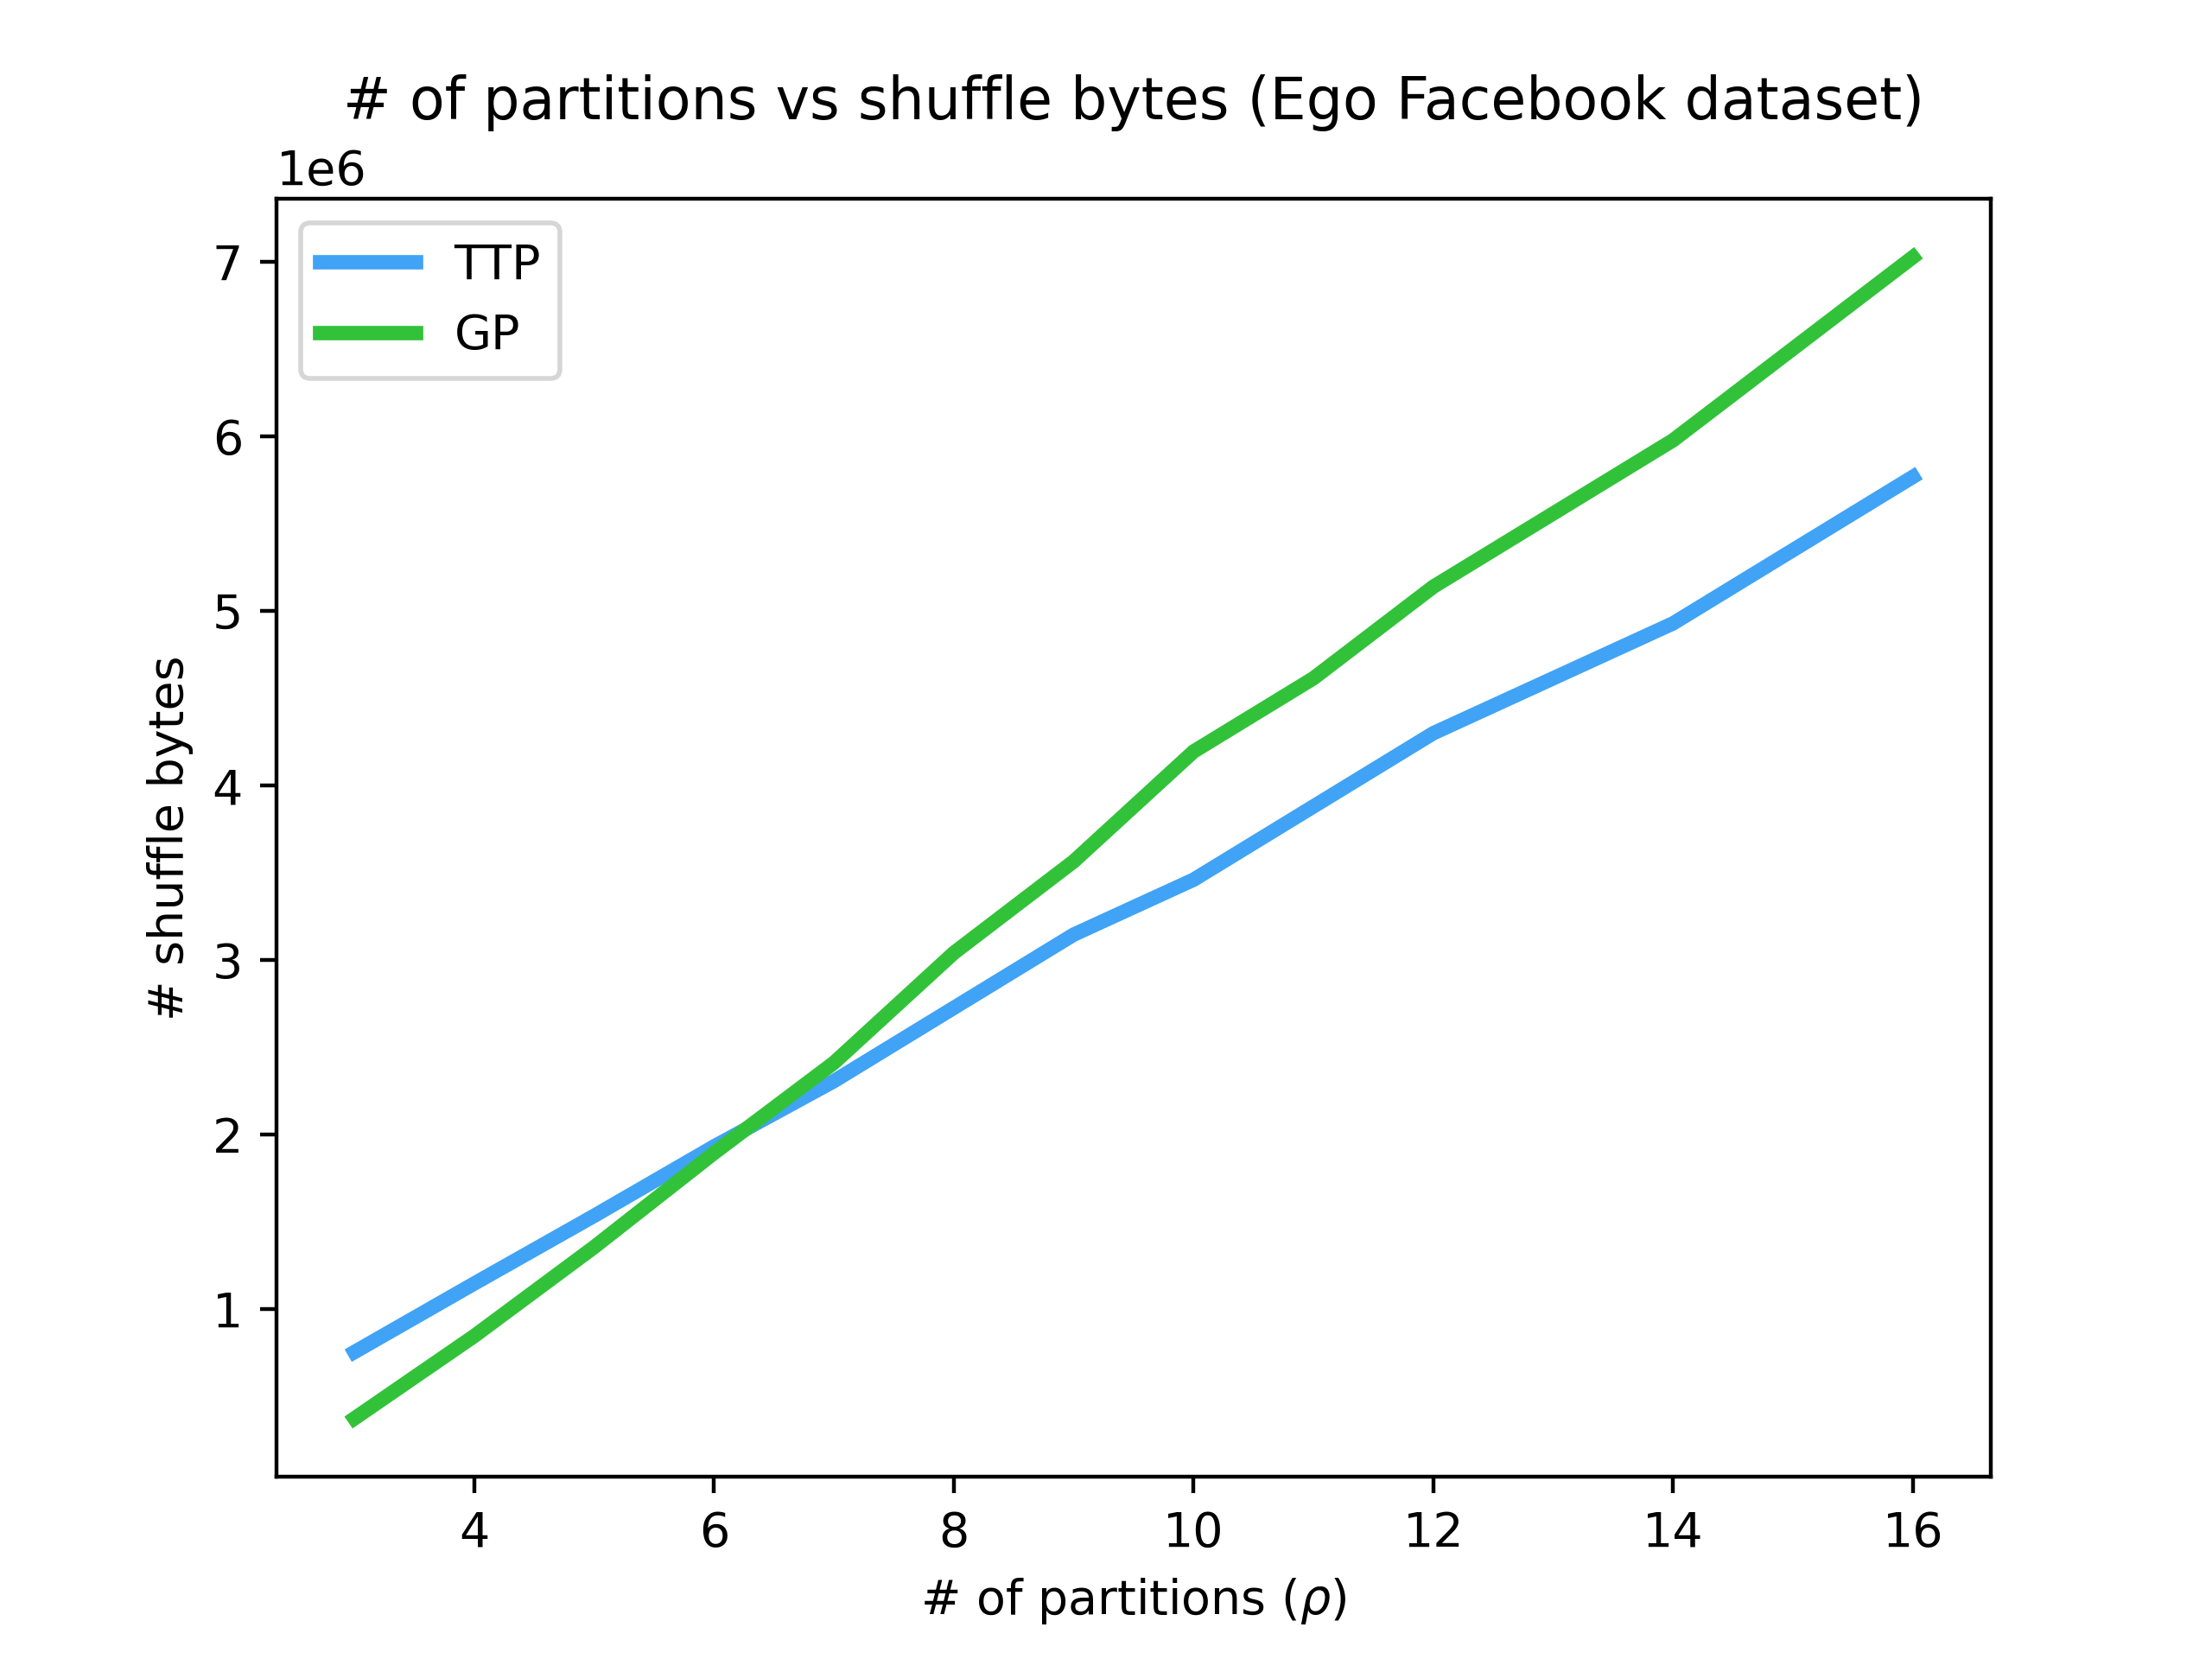 # of partitions vs shuffle bytes (Ego Facebook dataset)
1e6
TTP
GP
7
6
5
4
3
2
1
# shuffle bytes
4 6 8 10 12 14 16
# of partitions (ρ)